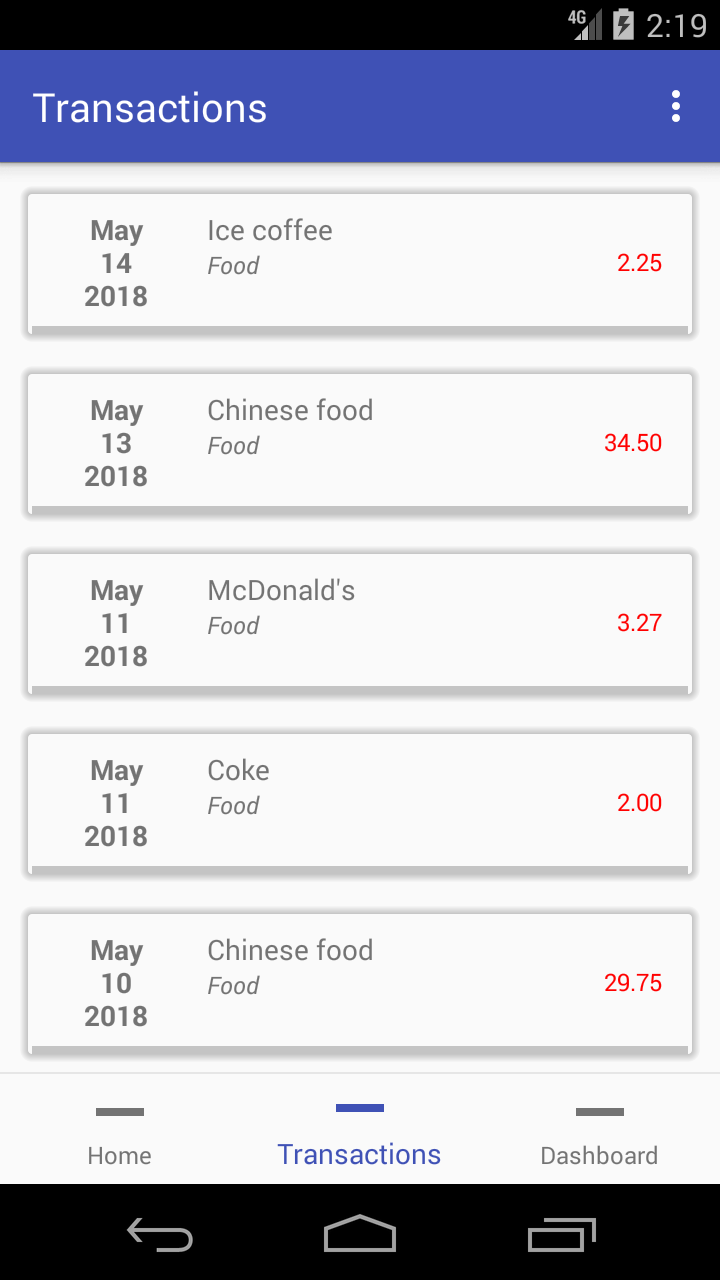 4G 2:19
Transactions
May
14
2018
Ice coffee
Food
2.25
May
13
2018
Chinese food
Food
34.50
May
11
2018
McDonald's
Food
3.27
May
11
2018
Coke
Food
2.00
May
10
2018
Chinese food
Food
29.75
Home
Transactions
Dashboard